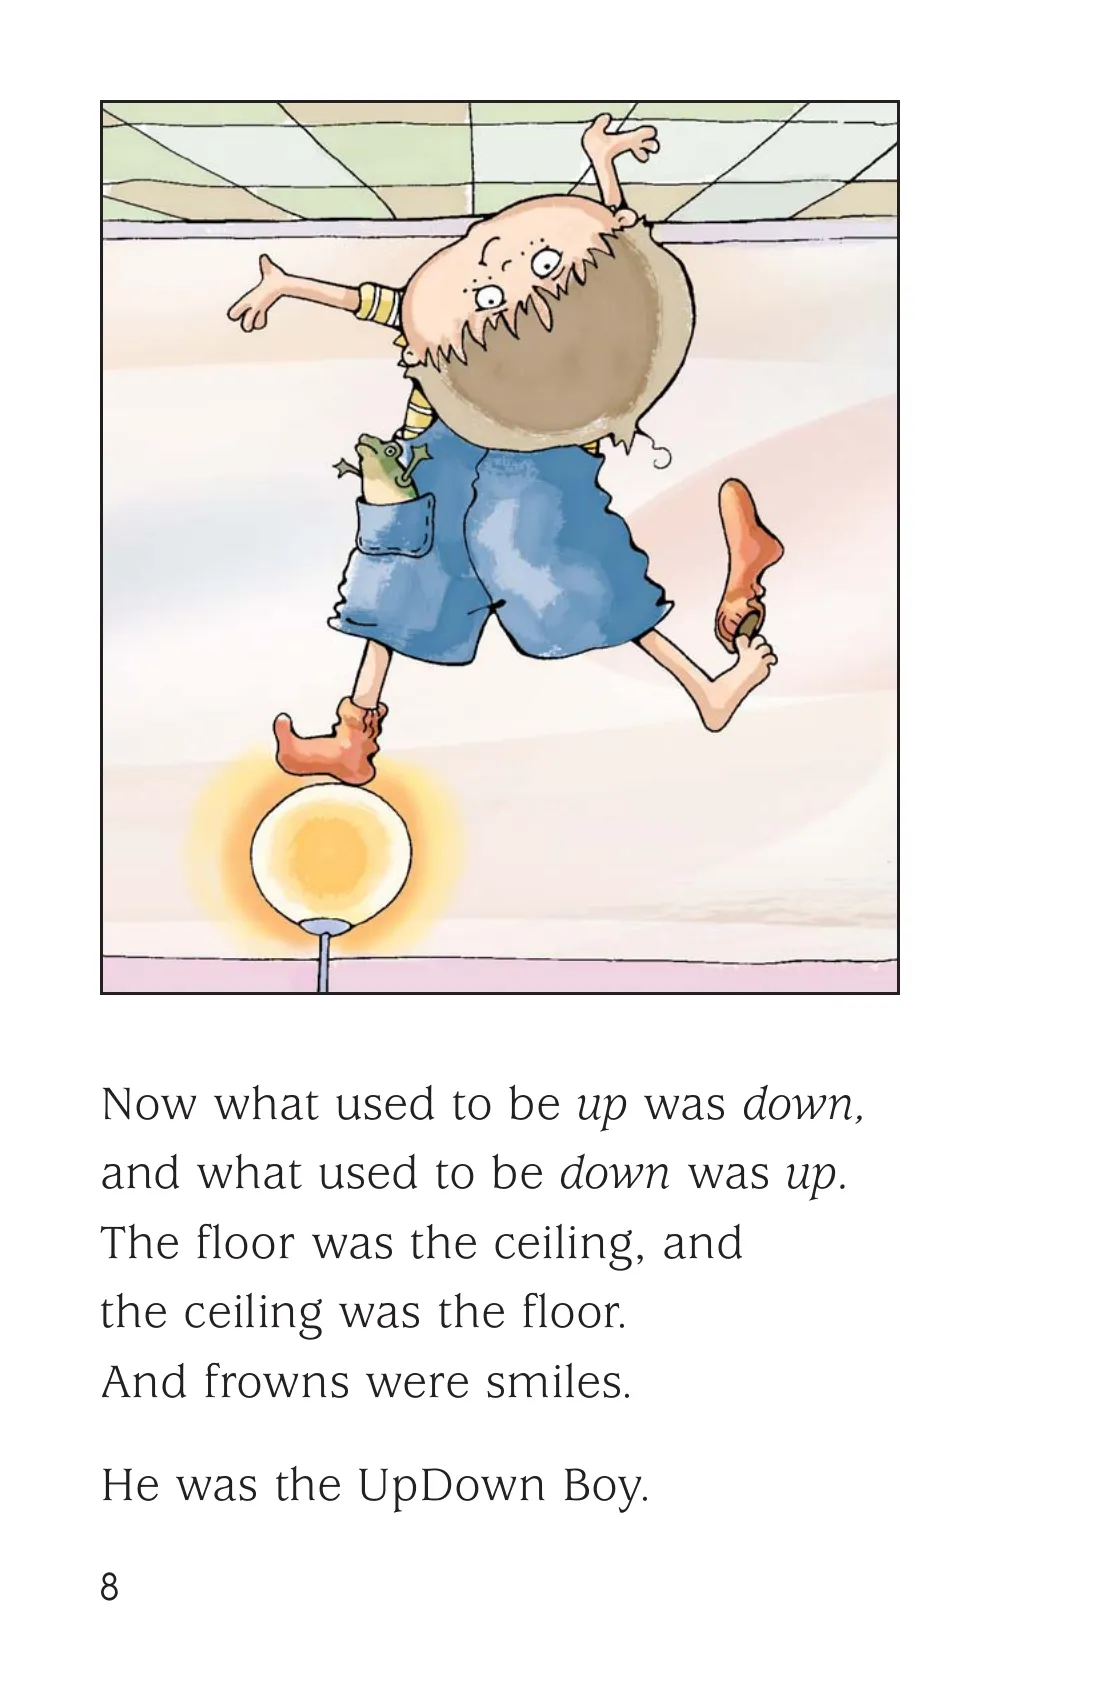 Now what used to be up was down,
and what used to be down was up.
The floor was the ceiling, and
the ceiling was the floor.
And frowns were smiles.
He was the UpDown Boy.
8